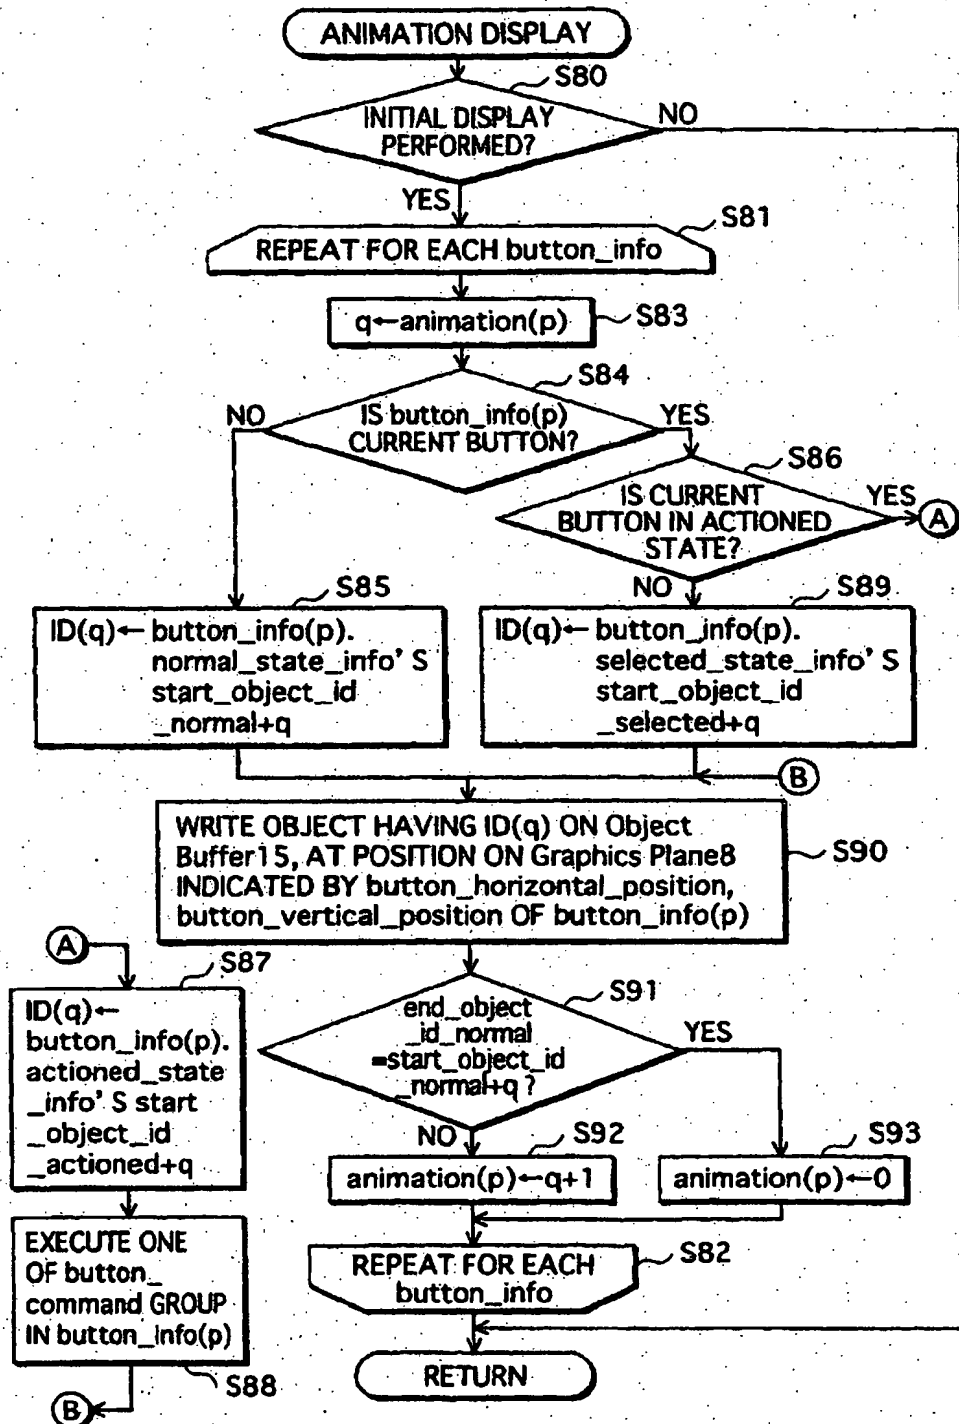 ANIMATION DISPLAY
S80
INITIAL DISPLAY
PERFORMED?
NO
YES
S81
REPEAT FOR EACH button_info
q←animation(p)
S83
S84
NO
IS button_info(p)
CURRENT BUTTON?
YES
S86
IS CURRENT
BUTTON IN ACTIONED
STATE?
YES
A
NO
S85
ID(q)← button_info(p).
normal_state_info' S
start_object_id
_normal+q
S89
ID(q)← button_info(p).
selected_state_info' S
start_object_id
_selected+q
B
WRITE OBJECT HAVING ID(q) ON Object
Buffer15, AT POSITION ON Graphics Plane8
INDICATED BY button_horizontal_position,
button_vertical_position OF button_info(p)
S90
A
S87
ID(q)←
button_info(p).
actioned_state
_info' S start
_object_id
_actioned+q
S91
end_object
_id_normal
=start_object_id
_normal+q ?
YES
NO
S92
animation(p)←q+1
S93
animation(p)←0
EXECUTE ONE
OF button_
command GROUP
IN button_info(p)
S88
B
S82
REPEAT FOR EACH
button_info
RETURN